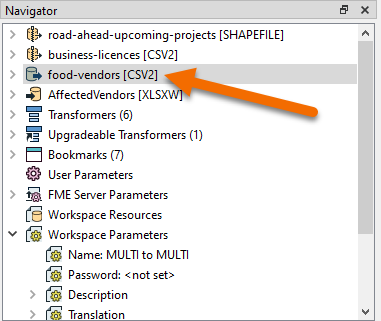 Navigator
road-ahead-upcoming-projects [SHAPEFILE]
business-licences [CSV2]
food-vendors [CSV2]
AffectedVendors [XLSXW]
Transformers (6)
Upgradeable Transformers (1)
Bookmarks (7)
User Parameters
FME Server Parameters
Workspace Resources
Workspace Parameters
Name: MULTI to MULTI
Password: <not set>
Description
Translation